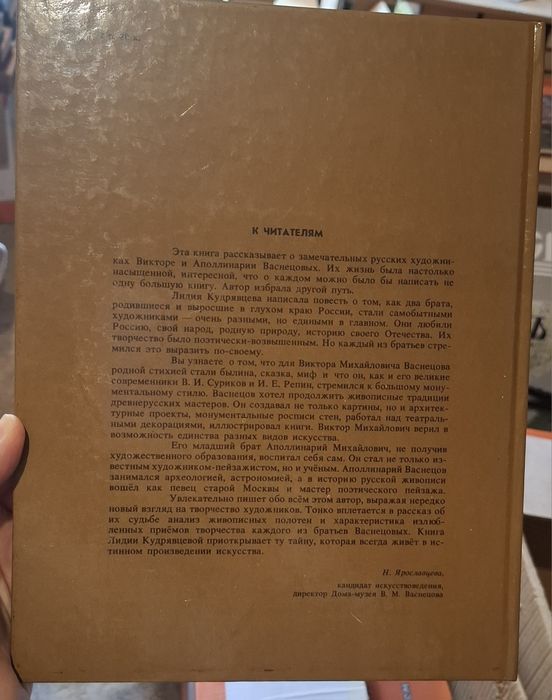 К ЧИТАТЕЛЯМ
Эта книга рассказывает о замечательных русских художни-
ках Викторе и Аполлинарии Васнецовых. Их жизнь была настолько
насыщенной, интересной, что о каждом можно было бы написать не
одну большую книгу. Автор избрала другой путь.
Лидия Кудрявцева написала повесть о том, как два брата,
родившиеся и выросшие в глухом краю России, стали самобытными
художниками — очень разными, но едиными в главном. Они любили
Россию, свой народ, родную природу, историю своего Отечества. Их
творчество было поэтически-возвышенным. Но каждый из братьев стре-
мился это выразить по-своему.
Вы узнаете о том, что для Виктора Михайловича Васнецова
родной стихией стали былина, сказка, миф и что он, как и его великие
современники В. И. Суриков и И. Е. Репин, стремился к большому мону-
ментальному стилю. Васнецов хотел продолжить живописные традиции
древнерусских мастеров. Он создавал не только картины, но и архитек-
турные проекты, монументальные росписи стен, работал над театраль-
ными декорациями, иллюстрировал книги. Виктор Михайлович верил в
возможность единства разных видов искусства.
Его младший брат Аполлинарий Михайлович, не получив
художественного образования, воспитал себя сам. Он стал не только из-
вестным художником-пейзажистом, но и учёным. Аполлинарий Васнецов
занимался археологией, астрономией, а в историю русской живописи
вошёл как певец старой Москвы и мастер поэтического пейзажа.
Увлекательно пишет обо всём этом автор, выражая нередко
новый взгляд на творчество художников. Тонко вплетается в рассказ об
их судьбе анализ живописных полотен и характеристика излюб-
ленных приёмов творчества каждого из братьев Васнецовых. Книга
Лидии Кудрявцевой приоткрывает ту тайну, которая всегда живёт в ис-
тинном произведении искусства.
Н. Ярославцева,
кандидат искусствоведения,
директор Дома-музея В. М. Васнецова